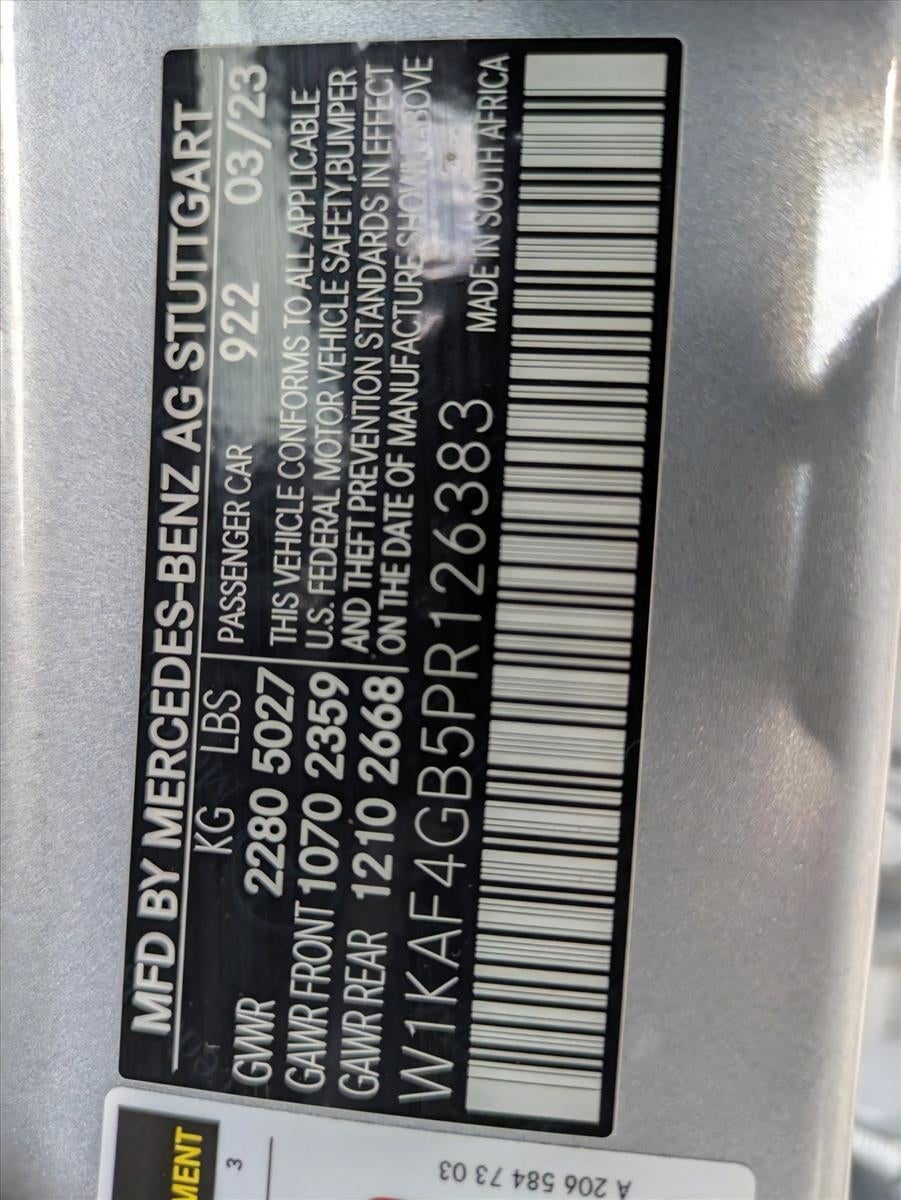 MFD BY MERCEDES-BENZ AG STUTTGART
KG LBS
GVWR 2280 5027
GAWR FRONT 1070 2359
GAWR REAR 1210 2668
PASSENGER CAR 922 03/23
THIS VEHICLE CONFORMS TO ALL APPLICABLE
U.S. FEDERAL MOTOR VEHICLE SAFETY,BUMPER
AND THEFT PREVENTION STANDARDS IN EFFECT
ON THE DATE OF MANUFACTURE SHOWN ABOVE
W1KAF4GB5PR126383
MADE IN SOUTH AFRICA
MENT
3
A 206 584 73 03